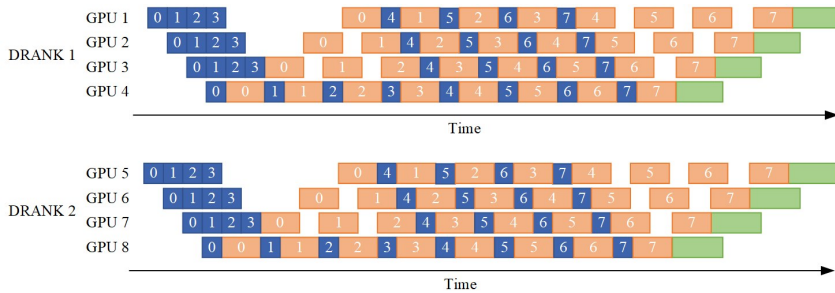 GPU 1 0 1 2 3 0 4 1 5 2 6 3 7 4 5 6 7
GPU 2 0 1 2 3 0 1 4 2 5 3 6 4 7 5 6 7
DRANK 1
GPU 3 0 1 2 3 0 1 2 4 3 5 4 6 5 7 6 7
GPU 4 0 0 1 1 2 2 3 3 4 4 5 5 6 6 7 7
Time
GPU 5 0 1 2 3 0 4 1 5 2 6 3 7 4 5 6 7
GPU 6 0 1 2 3 0 1 4 2 5 3 6 4 7 5 6 7
DRANK 2
GPU 7 0 1 2 3 0 1 2 4 3 5 4 6 5 7 6 7
GPU 8 0 0 1 1 2 2 3 3 4 4 5 5 6 6 7 7
Time